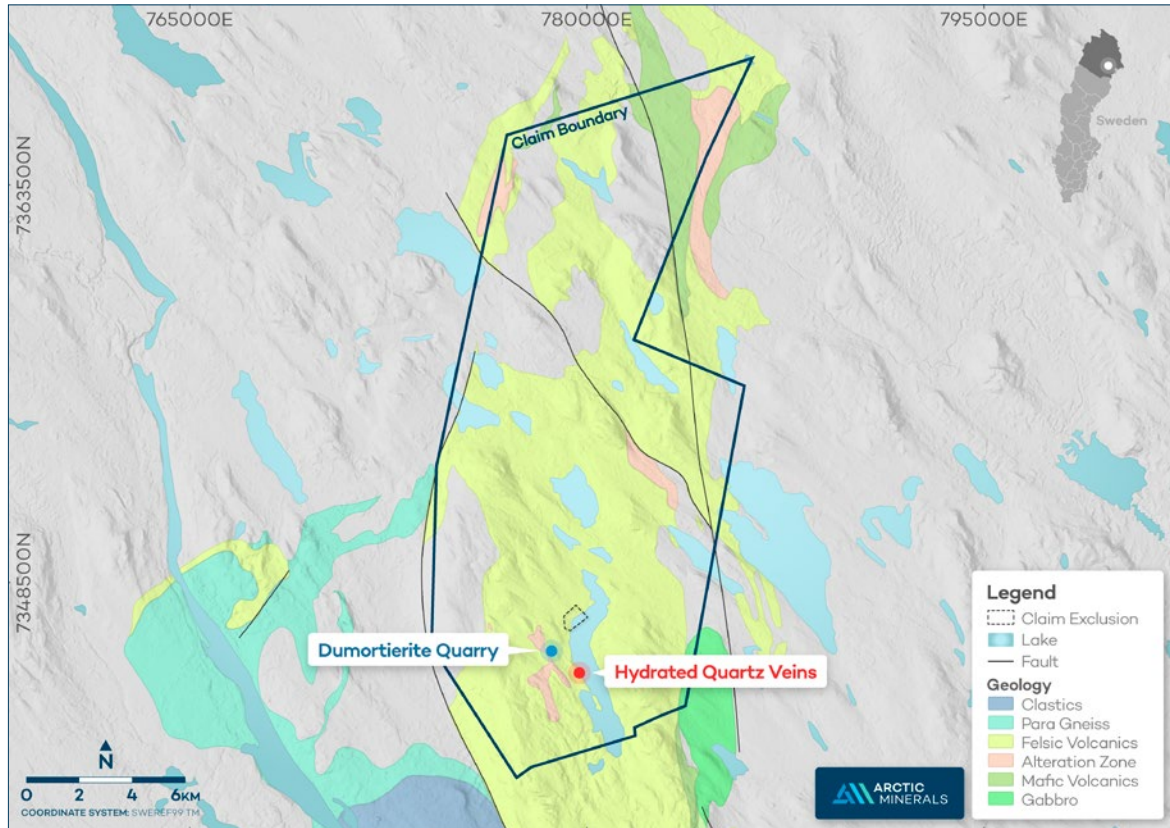 765000E
780000E
795000E
Sweden
Claim Boundary
7363500N
7348500N
Dumortierite Quarry
Hydrated Quartz Veins
N
0 2 4 6KM
COORDINATE SYSTEM: SWEREF99 TM
ARCTIC
MINERALS
Legend
Claim Exclusion
Lake
Fault
Geology
Clastics
Para Gneiss
Felsic Volcanics
Alteration Zone
Mafic Volcanics
Gabbro